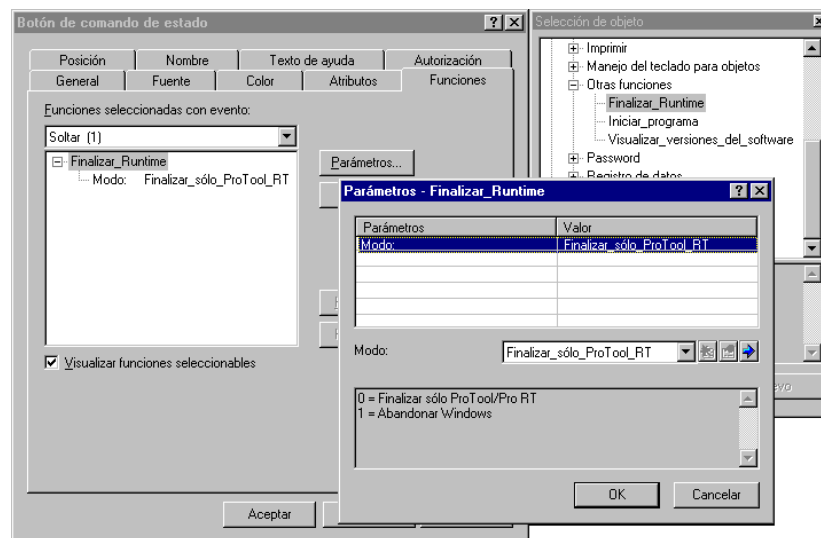 Botón de comando de estado
Posición Nombre Texto de ayuda Autorización
General Fuente Color Atributos Funciones
Funciones seleccionadas con evento:
Soltar (1)
Finalizar_Runtime
Modo: Finalizar_sólo_ProTool_RT
Parámetros...
Visualizar funciones seleccionables
Aceptar
Selección de objeto
Imprimir
Manejo del teclado para objetos
Otras funciones
Finalizar_Runtime
Iniciar_programa
Visualizar_versiones_del_software
Password
Registro de datos
Parámetros - Finalizar_Runtime
Parámetros Valor
Modo: Finalizar_sólo_ProTool_RT
Modo: Finalizar_sólo_ProTool_RT
0 = Finalizar sólo ProTool/Pro RT
1 = Abandonar Windows
OK Cancelar